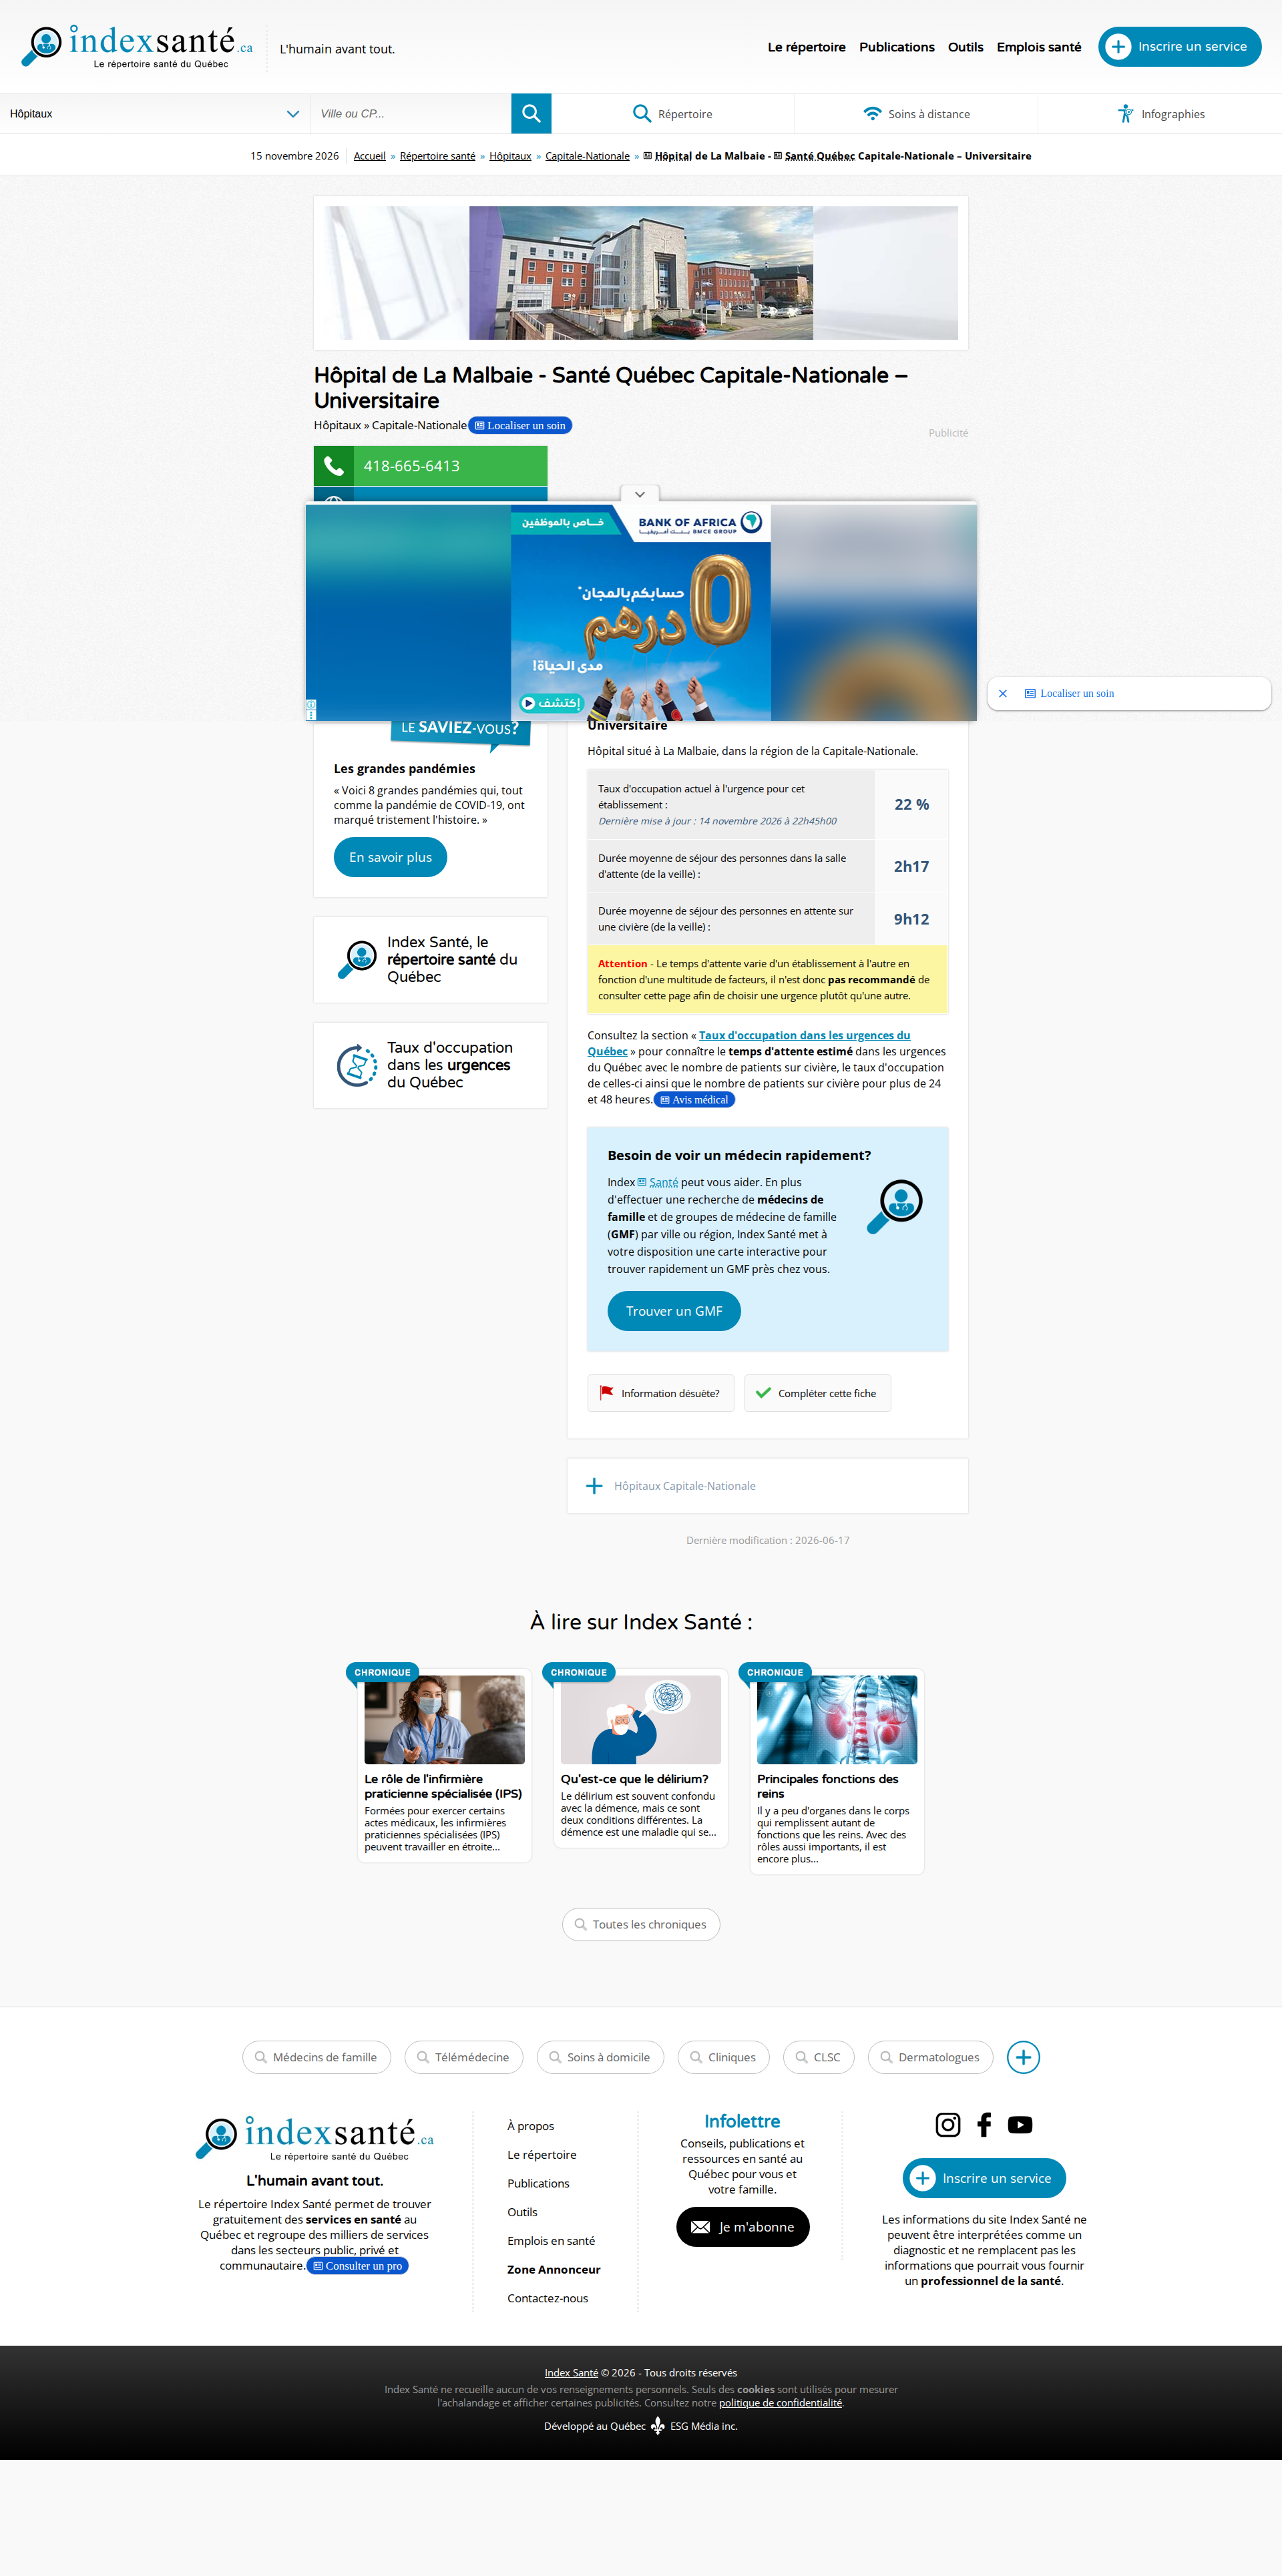 indexsanté.ca
Le répertoire santé du Québec
L'humain avant tout.
Le répertoire
Publications
Outils
Emplois santé
Inscrire un service
Hôpitaux
Ville ou CP...
Répertoire
Soins à distance
Infographies
15 novembre 2026 Accueil » Répertoire santé » Hôpitaux » Capitale-Nationale » Hôpital de La Malbaie - Santé Québec Capitale-Nationale – Universitaire
Hôpital de La Malbaie - Santé Québec Capitale-Nationale –
Universitaire
Hôpitaux » Capitale-Nationale Localiser un soin
Publicité
418-665-6413
خــاص بالموظفين
BANK OF AFRICA
BMCE GROUP بنك أفريقيا
حسابكم بالمجان*
0 درهم
مدى الحياة!
إكتشف
Localiser un soin
LE SAVIEZ-VOUS?
Les grandes pandémies
« Voici 8 grandes pandémies qui, tout
comme la pandémie de COVID-19, ont
marqué tristement l'histoire. »
En savoir plus
Index Santé, le
répertoire santé du
Québec
Taux d'occupation
dans les urgences
du Québec
Universitaire
Hôpital situé à La Malbaie, dans la région de la Capitale-Nationale.
Taux d'occupation actuel à l'urgence pour cet
établissement :
Dernière mise à jour : 14 novembre 2026 à 22h45h00
22 %
Durée moyenne de séjour des personnes dans la salle
d'attente (de la veille) :
2h17
Durée moyenne de séjour des personnes en attente sur
une civière (de la veille) :
9h12
Attention - Le temps d'attente varie d'un établissement à l'autre en
fonction d'une multitude de facteurs, il n'est donc pas recommandé de
consulter cette page afin de choisir une urgence plutôt qu'une autre.
Consultez la section « Taux d'occupation dans les urgences du
Québec » pour connaître le temps d'attente estimé dans les urgences
du Québec avec le nombre de patients sur civière, le taux d'occupation
de celles-ci ainsi que le nombre de patients sur civière pour plus de 24
et 48 heures. Avis médical
Besoin de voir un médecin rapidement?
Index Santé peut vous aider. En plus
d'effectuer une recherche de médecins de
famille et de groupes de médecine de famille
(GMF) par ville ou région, Index Santé met à
votre disposition une carte interactive pour
trouver rapidement un GMF près chez vous.
Trouver un GMF
Information désuète?
Compléter cette fiche
Hôpitaux Capitale-Nationale
Dernière modification : 2026-06-17
À lire sur Index Santé :
CHRONIQUE
Le rôle de l'infirmière
praticienne spécialisée (IPS)
Formées pour exercer certains
actes médicaux, les infirmières
praticiennes spécialisées (IPS)
peuvent travailler en étroite...
CHRONIQUE
Qu'est-ce que le délirium?
Le délirium est souvent confondu
avec la démence, mais ce sont
deux conditions différentes. La
démence est une maladie qui se...
CHRONIQUE
Principales fonctions des
reins
Il y a peu d'organes dans le corps
qui remplissent autant de
fonctions que les reins. Avec des
rôles aussi importants, il est
encore plus...
Toutes les chroniques
Médecins de famille
Télémédecine
Soins à domicile
Cliniques
CLSC
Dermatologues
indexsanté.ca
Le répertoire santé du Québec
L'humain avant tout.
Le répertoire Index Santé permet de trouver
gratuitement des services en santé au
Québec et regroupe des milliers de services
dans les secteurs public, privé et
communautaire. Consulter un pro
À propos
Le répertoire
Publications
Outils
Emplois en santé
Zone Annonceur
Contactez-nous
Infolettre
Conseils, publications et
ressources en santé au
Québec pour vous et
votre famille.
Je m'abonne
Inscrire un service
Les informations du site Index Santé ne
peuvent être interprétées comme un
diagnostic et ne remplacent pas les
informations que pourrait vous fournir
un professionnel de la santé.
Index Santé © 2026 - Tous droits réservés
Index Santé ne recueille aucun de vos renseignements personnels. Seuls des cookies sont utilisés pour mesurer
l'achalandage et afficher certaines publicités. Consultez notre politique de confidentialité.
Développé au Québec ESG Média inc.